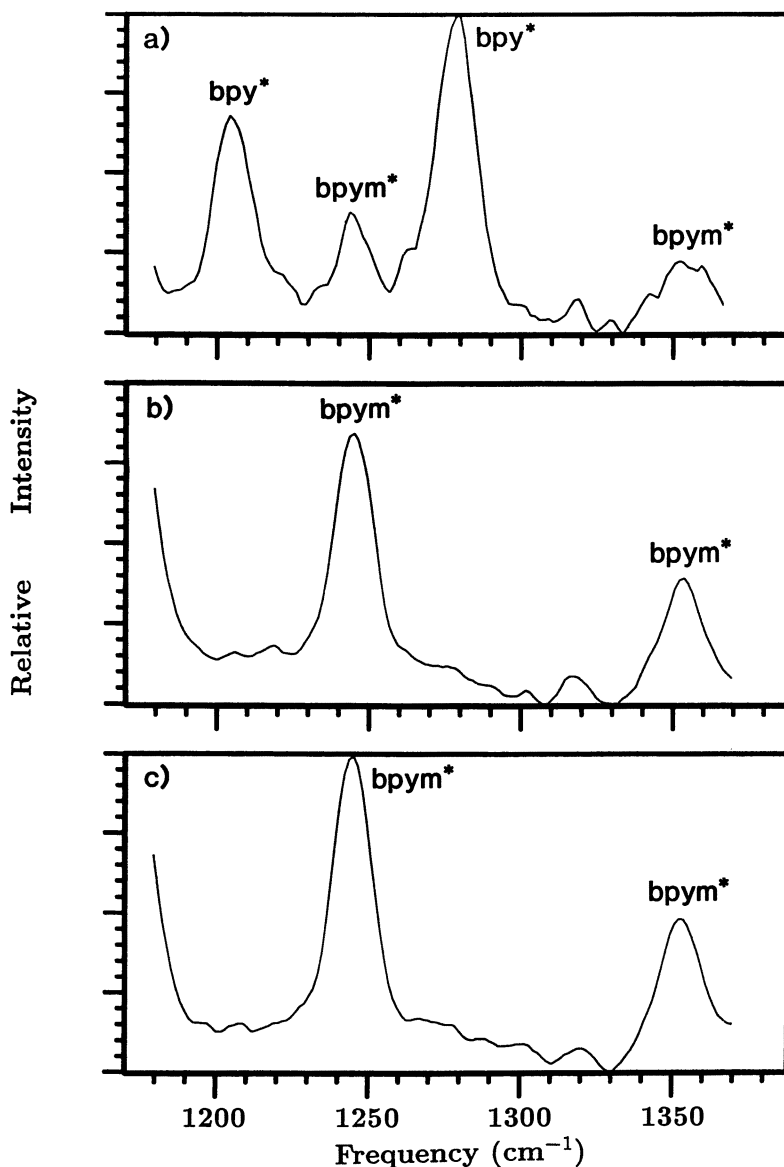 a)
bpy*
bpym*
bpy*
bpym*
b)
bpym*
bpym*
c)
bpym*
bpym*
Relative Intensity
1200 1250 1300 1350
Frequency (cm⁻¹)